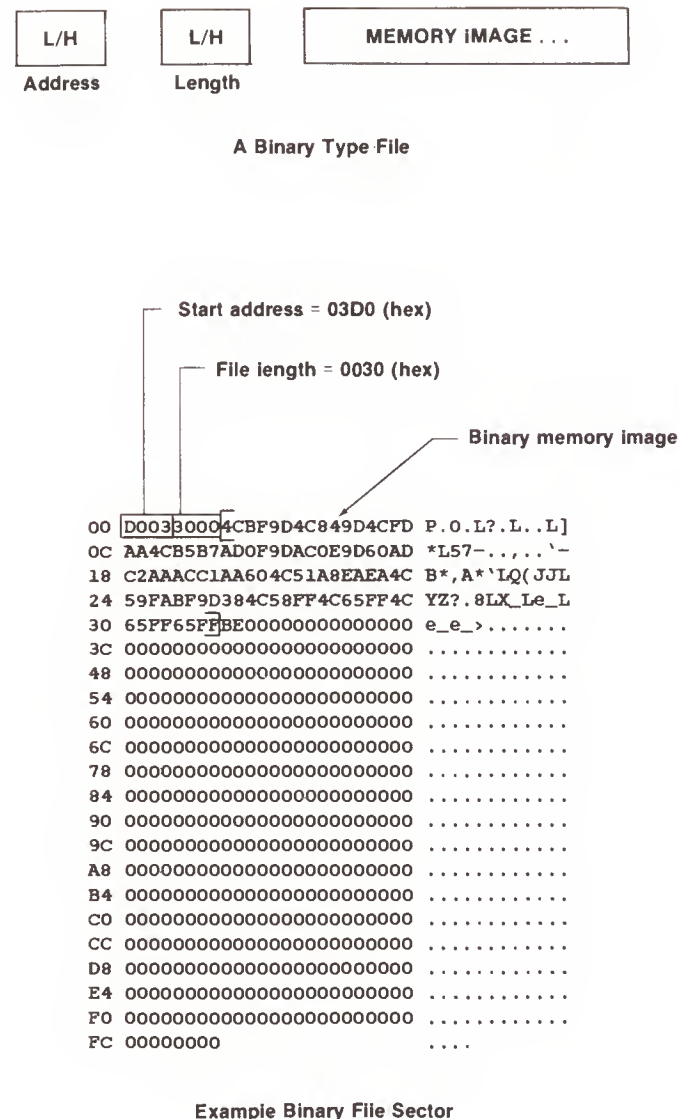 L/H L/H MEMORY IMAGE . . .
Address Length
A Binary Type File
Start address = 03D0 (hex)
File length = 0030 (hex)
Binary memory image
00 D00330004CBF9D4C849D4CFD P.0.L?.L..L]
0C AA4CB5B7AD0F9DAC0E9D60AD *L57-..,..`-
18 C2AAACC1AA604C51A8EAEA4C B*,A*`LQ(JJL
24 59FABF9D384C58FF4C65FF4C YZ?.8LX_Le_L
30 65FF65FFBE00000000000000 e_e_>.......
3C 000000000000000000000000 ............
48 000000000000000000000000 ............
54 000000000000000000000000 ............
60 000000000000000000000000 ............
6C 000000000000000000000000 ............
78 000000000000000000000000 ............
84 000000000000000000000000 ............
90 000000000000000000000000 ............
9C 000000000000000000000000 ............
A8 000000000000000000000000 ............
B4 000000000000000000000000 ............
C0 000000000000000000000000 ............
CC 000000000000000000000000 ............
D8 000000000000000000000000 ............
E4 000000000000000000000000 ............
F0 000000000000000000000000 ............
FC 00000000 ....
Example Binary File Sector